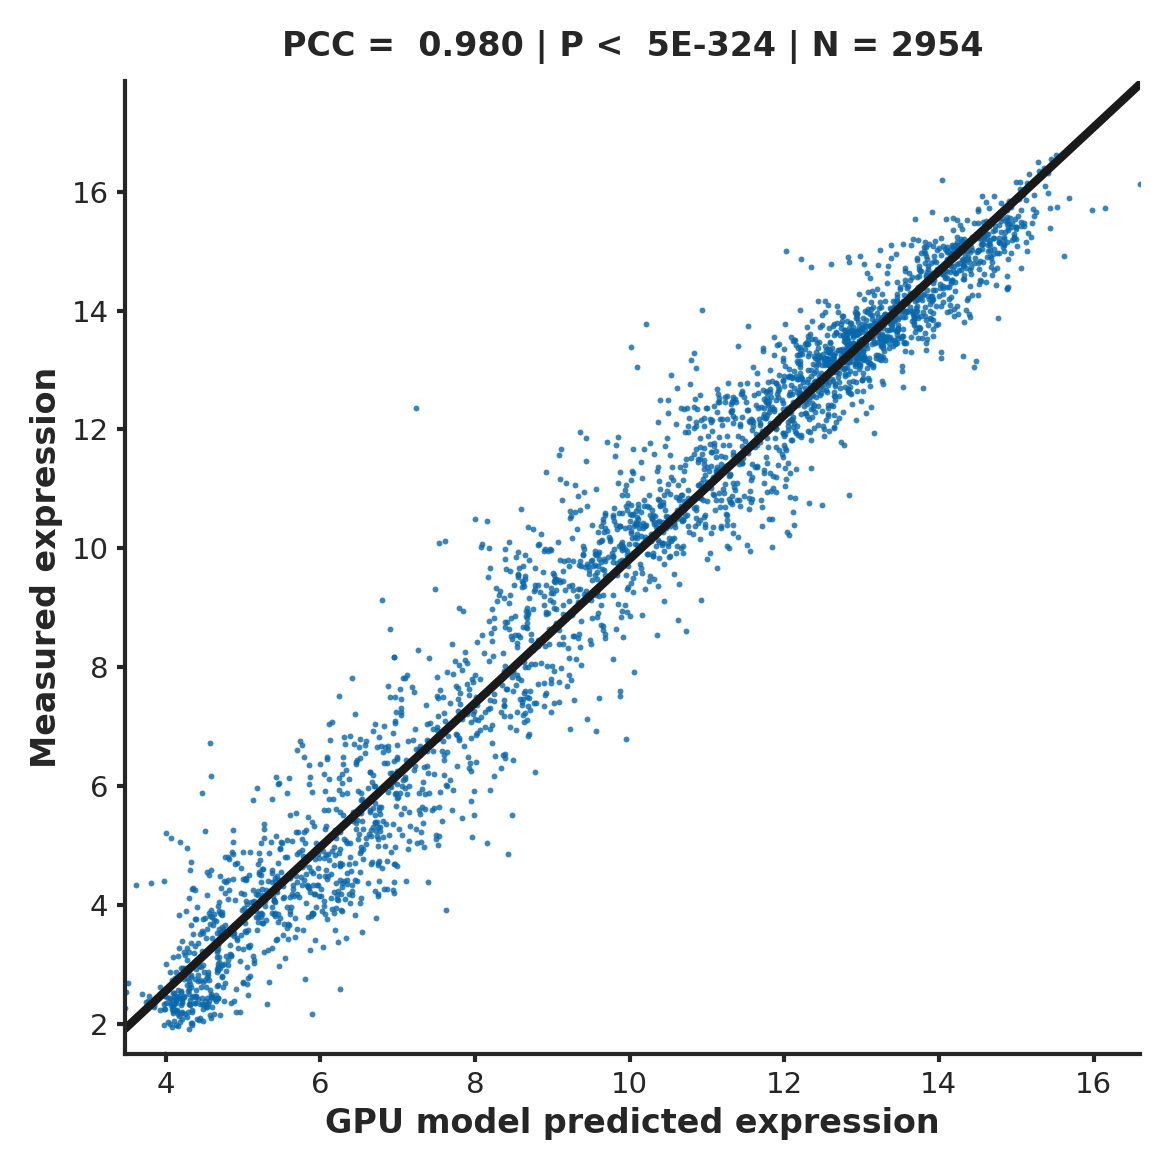 PCC =  0.980 | P <  5E-324 | N = 2954
Measured expression
16
14
12
10
8
6
4
2
4 6 8 10 12 14 16
GPU model predicted expression